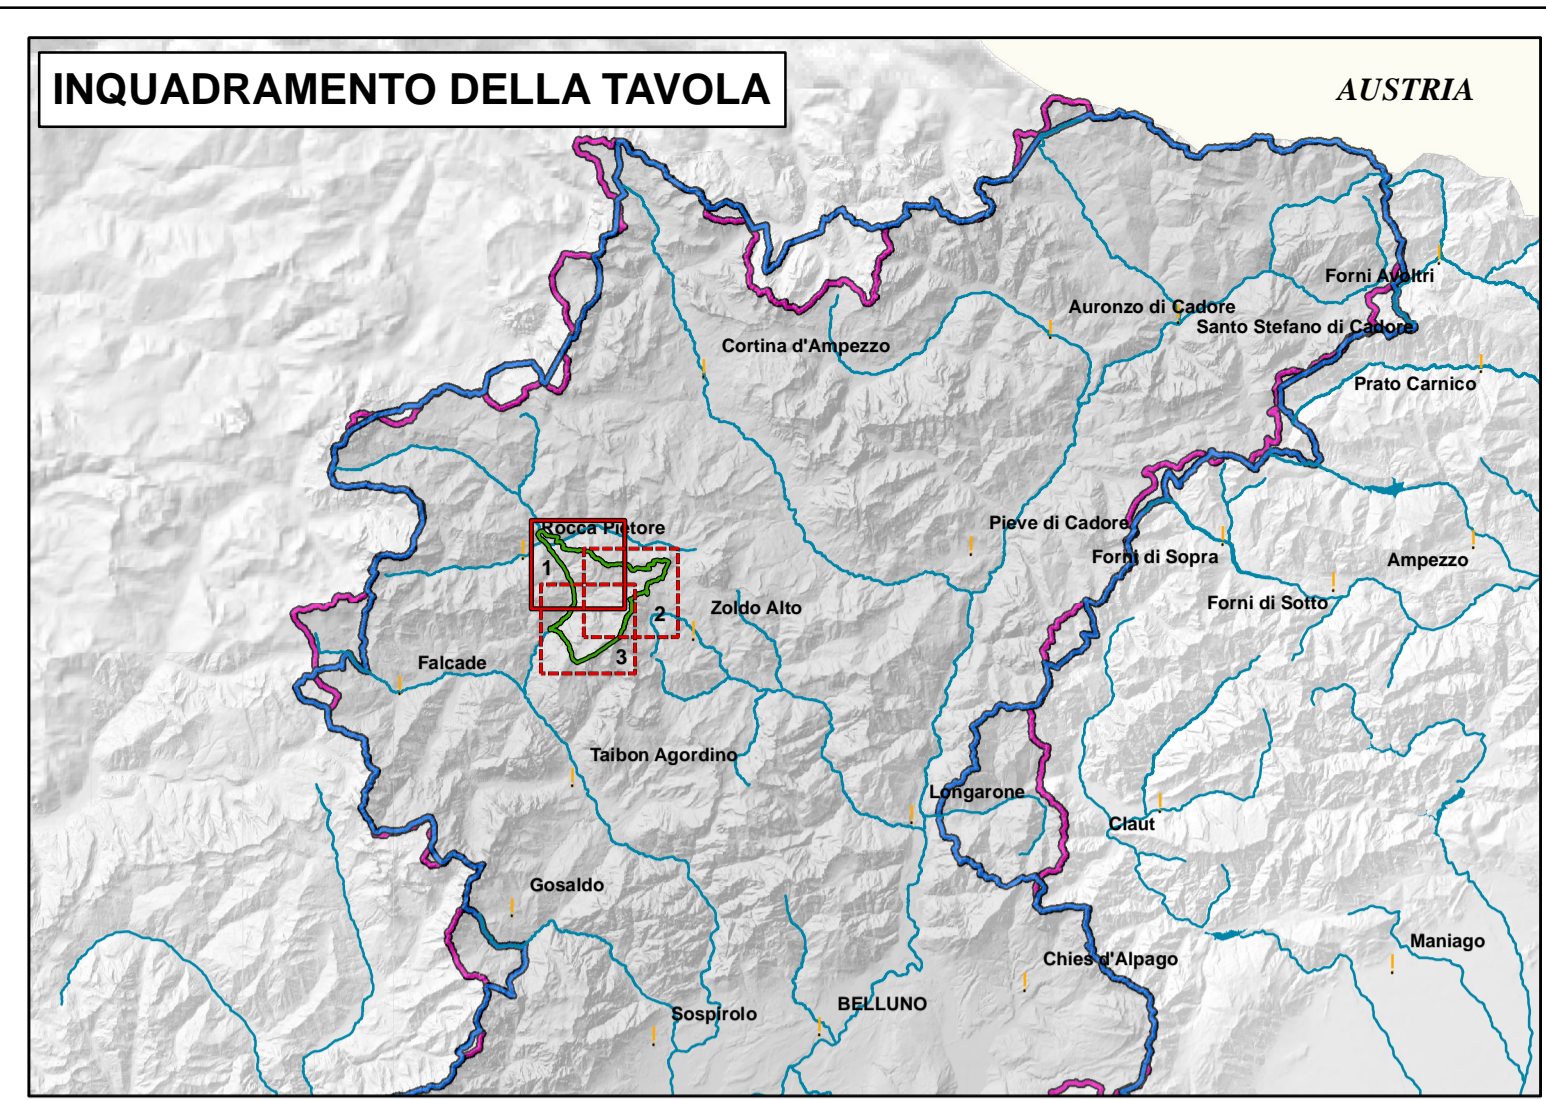 INQUADRAMENTO DELLA TAVOLA
AUSTRIA
Forni Avoltri
Auronzo di Cadore
Santo Stefano di Cadore
Cortina d'Ampezzo
Prato Carnico
Rocca Pietore
Pieve di Cadore
Forni di Sopra
Ampezzo
1
Forni di Sotto
Zoldo Alto
2
3
Falcade
Taibon Agordino
Longarone
Claut
Gosaldo
Maniago
Chies d'Alpago
BELLUNO
Sospirolo